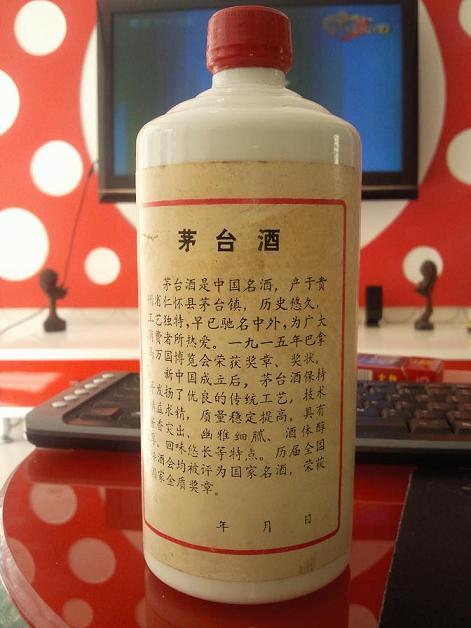 茅台酒
茅台酒是中国名酒，产于贵
州省仁怀县茅台镇，历史悠久，
工艺独特，早已驰名中外，为广大
消费者所热爱。一九一五年巴拿
马万国博览会荣获奖章、奖状。
新中国成立后，茅台酒保持
并发扬了优良的传统工艺，技术
精益求精，质量稳定提高，具有
酱香突出、幽雅细腻、酒体醇
厚、回味悠长等特点。历届全国
评酒会均被评为国家名酒，荣获
国家金质奖章。
年 月 日